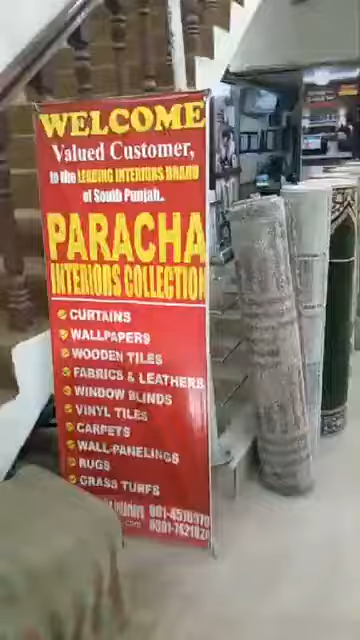 WELCOME
Valued Customer,
to the LEADING INTERIORS BRAND
of South Punjab.
PARACHA
INTERIORS COLLECTION
CURTAINS
WALLPAPERS
WOODEN TILES
FABRICS & LEATHERS
WINDOW BLINDS
VINYL TILES
CARPETS
WALL PANELINGS
RUGS
GRASS TURFS